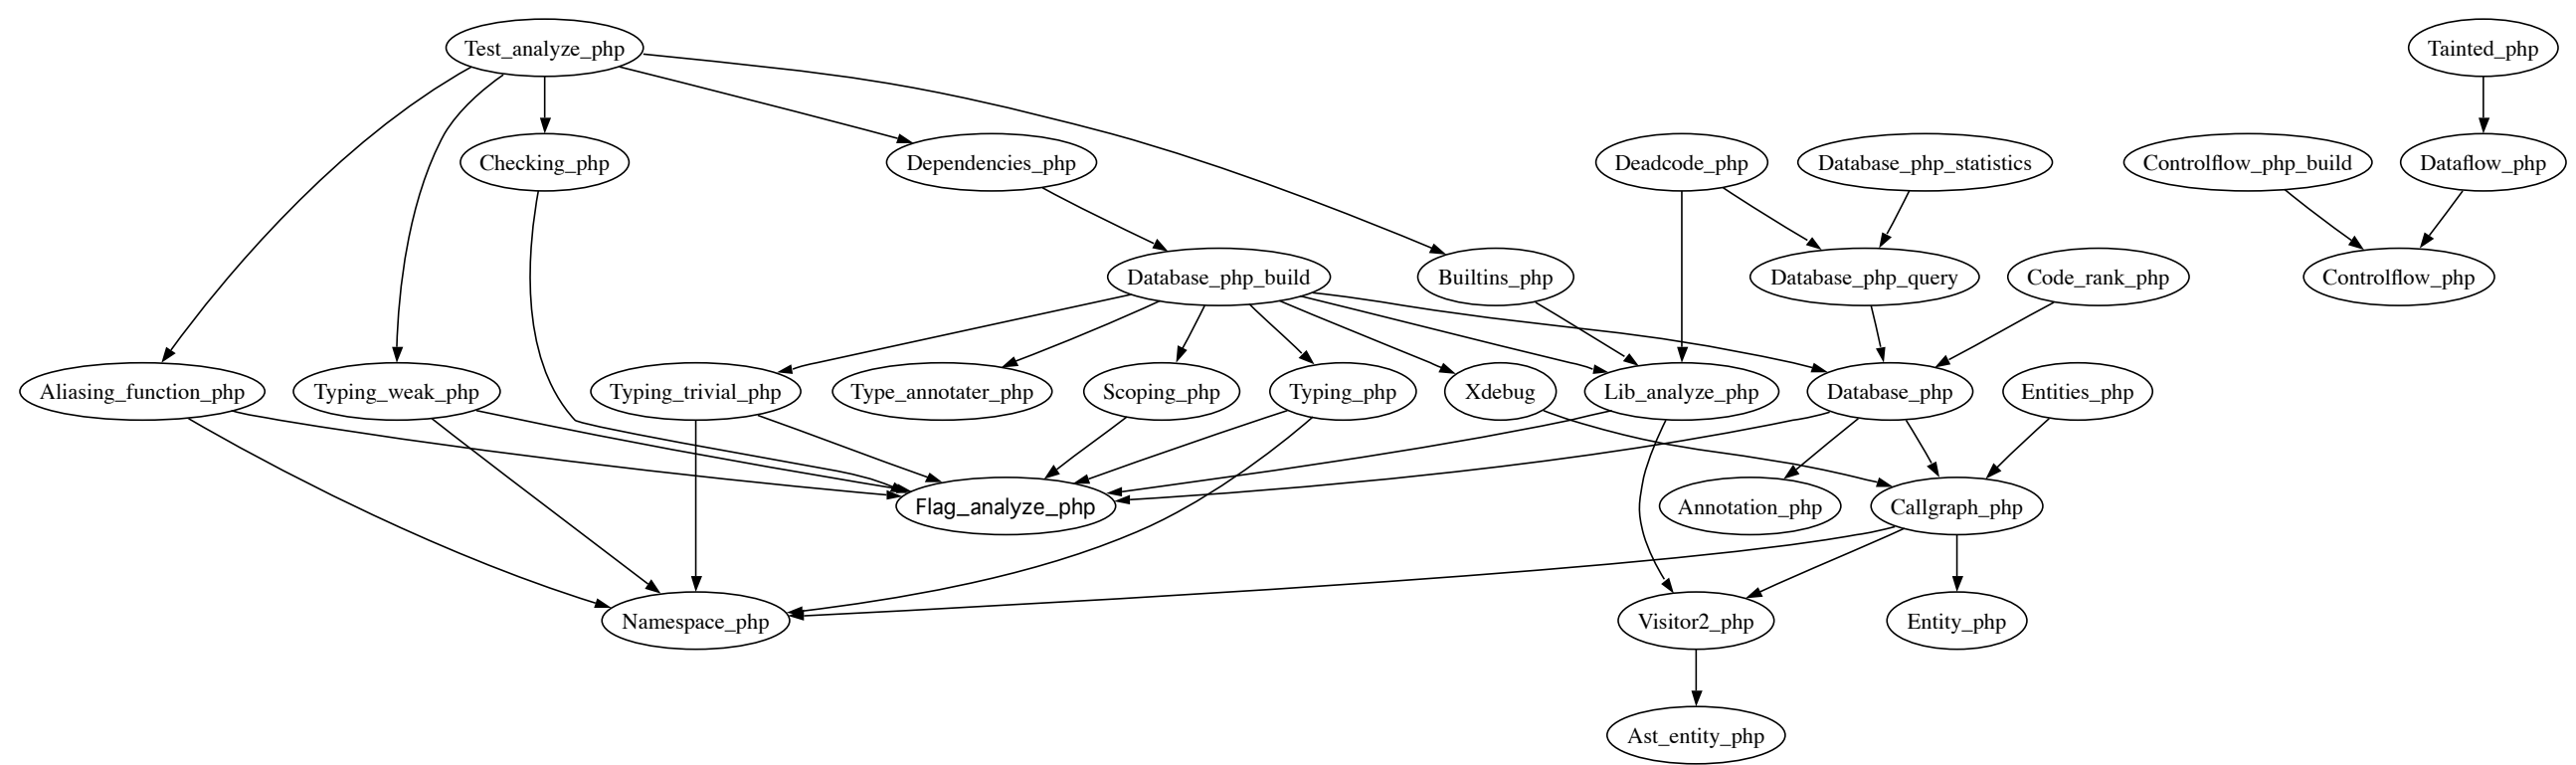 Test_analyze_php
Tainted_php
Checking_php
Dependencies_php
Deadcode_php
Database_php_statistics
Controlflow_php_build
Dataflow_php
Database_php_build
Builtins_php
Database_php_query
Code_rank_php
Controlflow_php
Aliasing_function_php
Typing_weak_php
Typing_trivial_php
Type_annotater_php
Scoping_php
Typing_php
Xdebug
Lib_analyze_php
Database_php
Entities_php
Flag_analyze_php
Annotation_php
Callgraph_php
Namespace_php
Visitor2_php
Entity_php
Ast_entity_php